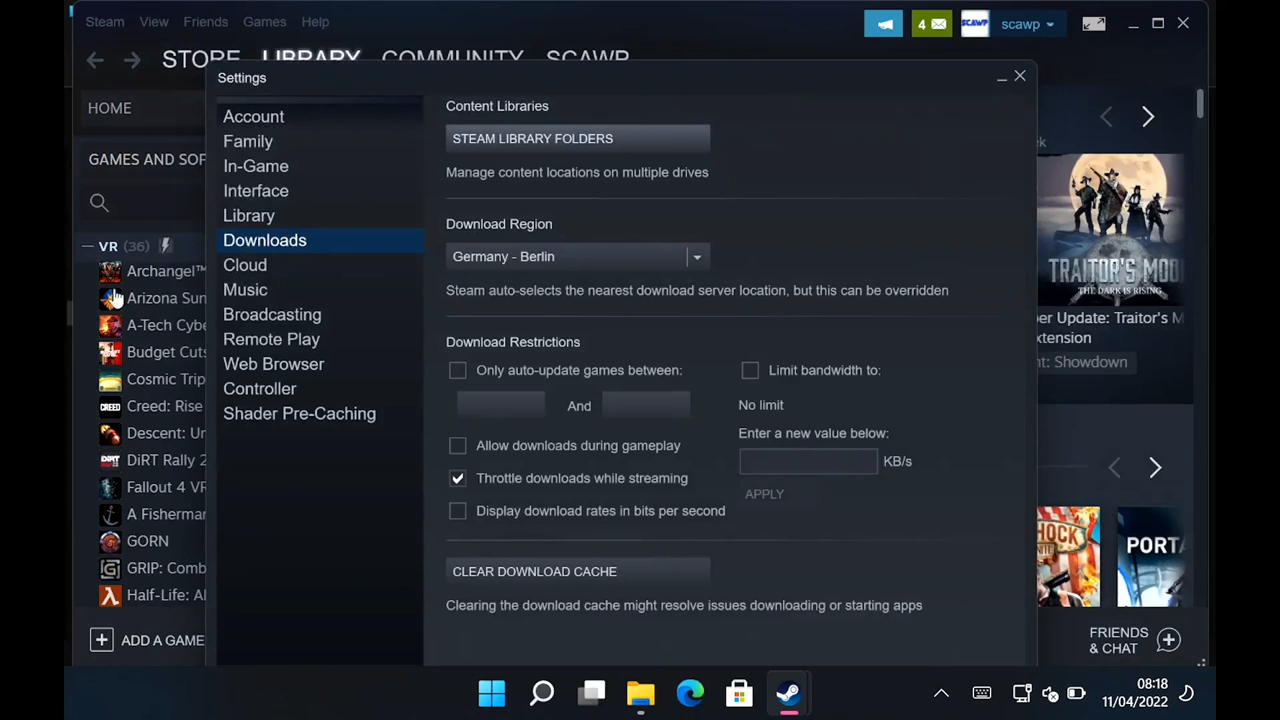 Steam View Friends Games Help
4
SCAWP
scawp
STORE LIBRARY COMMUNITY SCAWP
HOME
GAMES AND SOF
VR (36)
Archangel™
Arizona Sun
A-Tech Cybe
Budget Cuts
Cosmic Trip
Creed: Rise
Descent: Un
DiRT Rally 2
Fallout 4 VR
A Fisherman
GORN
GRIP: Comb
Half-Life: Al
ADD A GAME
Settings
Account
Family
In-Game
Interface
Library
Downloads
Cloud
Music
Broadcasting
Remote Play
Web Browser
Controller
Shader Pre-Caching
Content Libraries
STEAM LIBRARY FOLDERS
Manage content locations on multiple drives
Download Region
Germany - Berlin
Steam auto-selects the nearest download server location, but this can be overridden
Download Restrictions
Only auto-update games between:
And
Allow downloads during gameplay
Throttle downloads while streaming
Display download rates in bits per second
Limit bandwidth to:
No limit
Enter a new value below:
KB/s
APPLY
CLEAR DOWNLOAD CACHE
Clearing the download cache might resolve issues downloading or starting apps
ek
TRAITOR'S MOO
THE DARK IS RISING
per Update: Traitor's M
xtension
nt: Showdown
PORTA
FRIENDS
& CHAT
08:18
11/04/2022